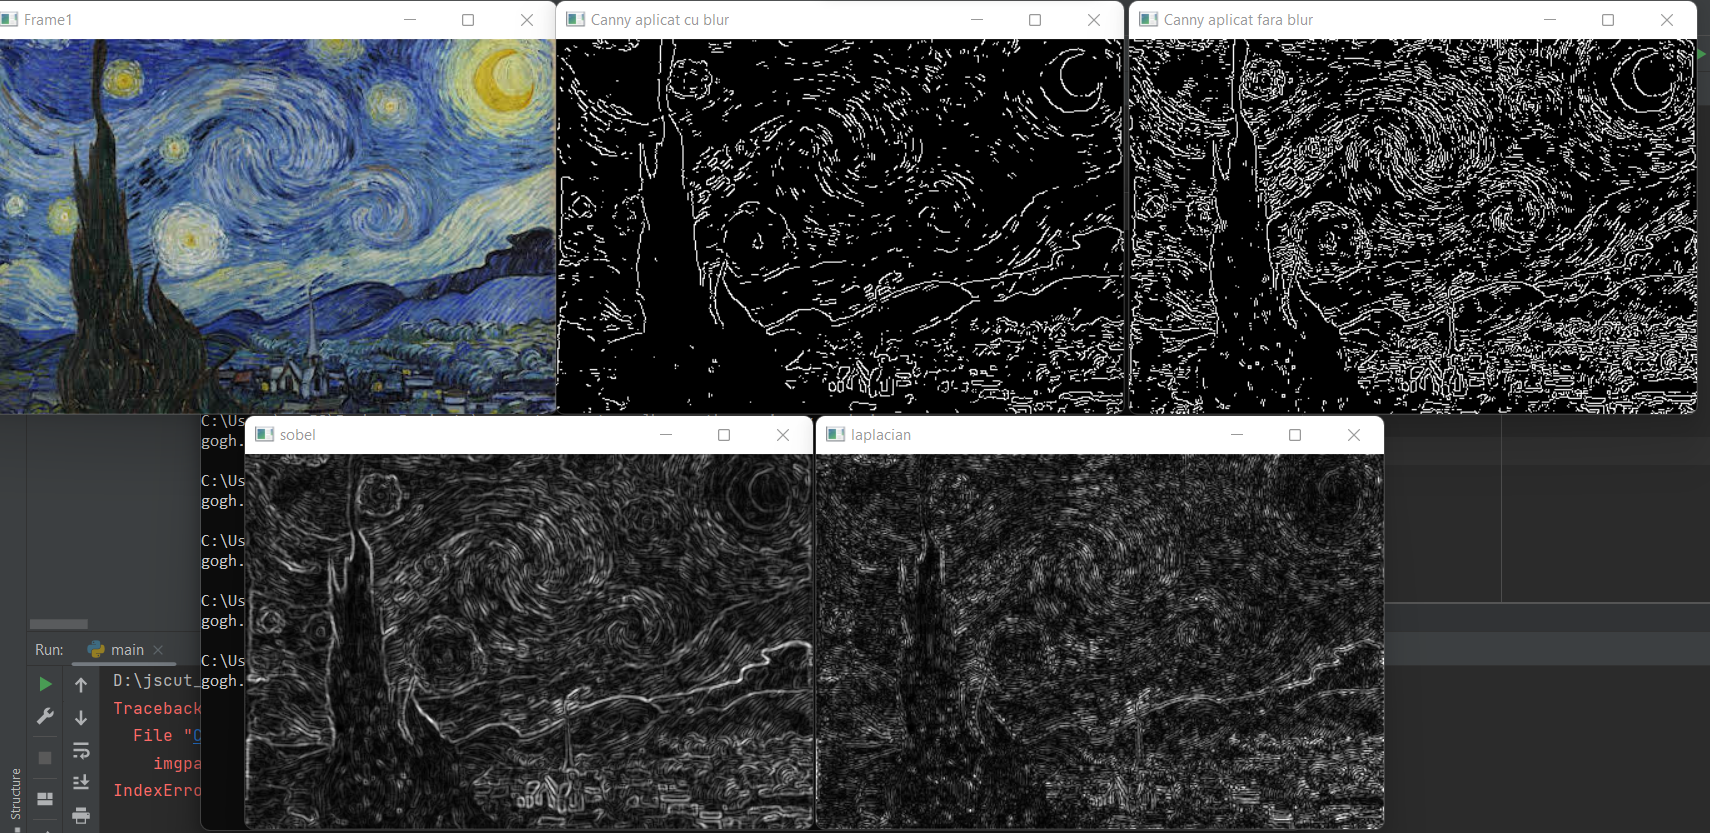 Frame1
Canny aplicat cu blur
Canny aplicat fara blur
C:\Us
gogh.
C:\Us
gogh.
C:\Us
gogh.
C:\Us
gogh.
C:\Us
gogh.
sobel
laplacian
Run:
main
D:\jscut_
Traceback
File "C
imgpa
IndexErro
Structure